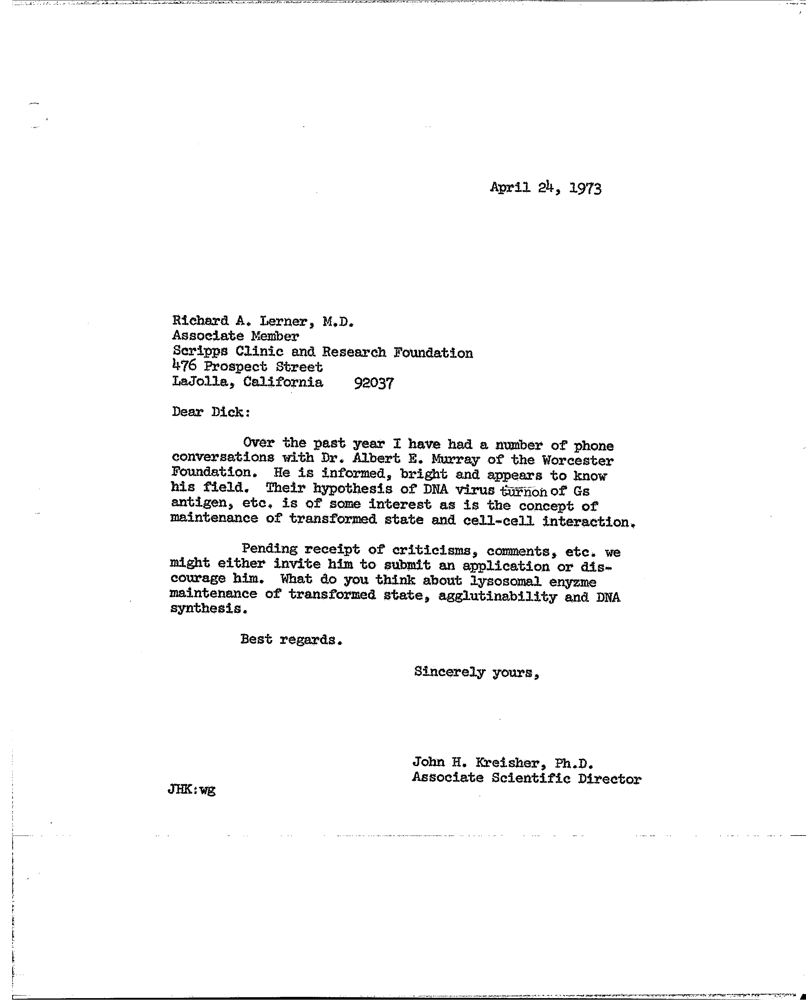 April 24, 1973
Richard A. Lerner, M.D.
Associate Member
Scripps Clinic and Research Foundation
476 Prospect Street
LaJolla, California 92037
Dear Dick:
Over the past year I have had a number of phone
conversations with Dr. Albert E. Murray of the Worcester
Foundation. He is informed, bright and appears to know
his field. Their hypothesis of DNA virus turnon of Gs
antigen, etc. is of some interest as is the concept of
maintenance of transformed state and cell-cell interaction.
Pending receipt of criticisms, comments, etc. we
might either invite him to submit an application or dis-
courage him. What do you think about lysosomal enyzme
maintenance of transformed state, agglutinability and DNA
synthesis.
Best regards.
Sincerely yours,
John H. Kreisher, Ph.D.
Associate Scientific Director
JHK:wg